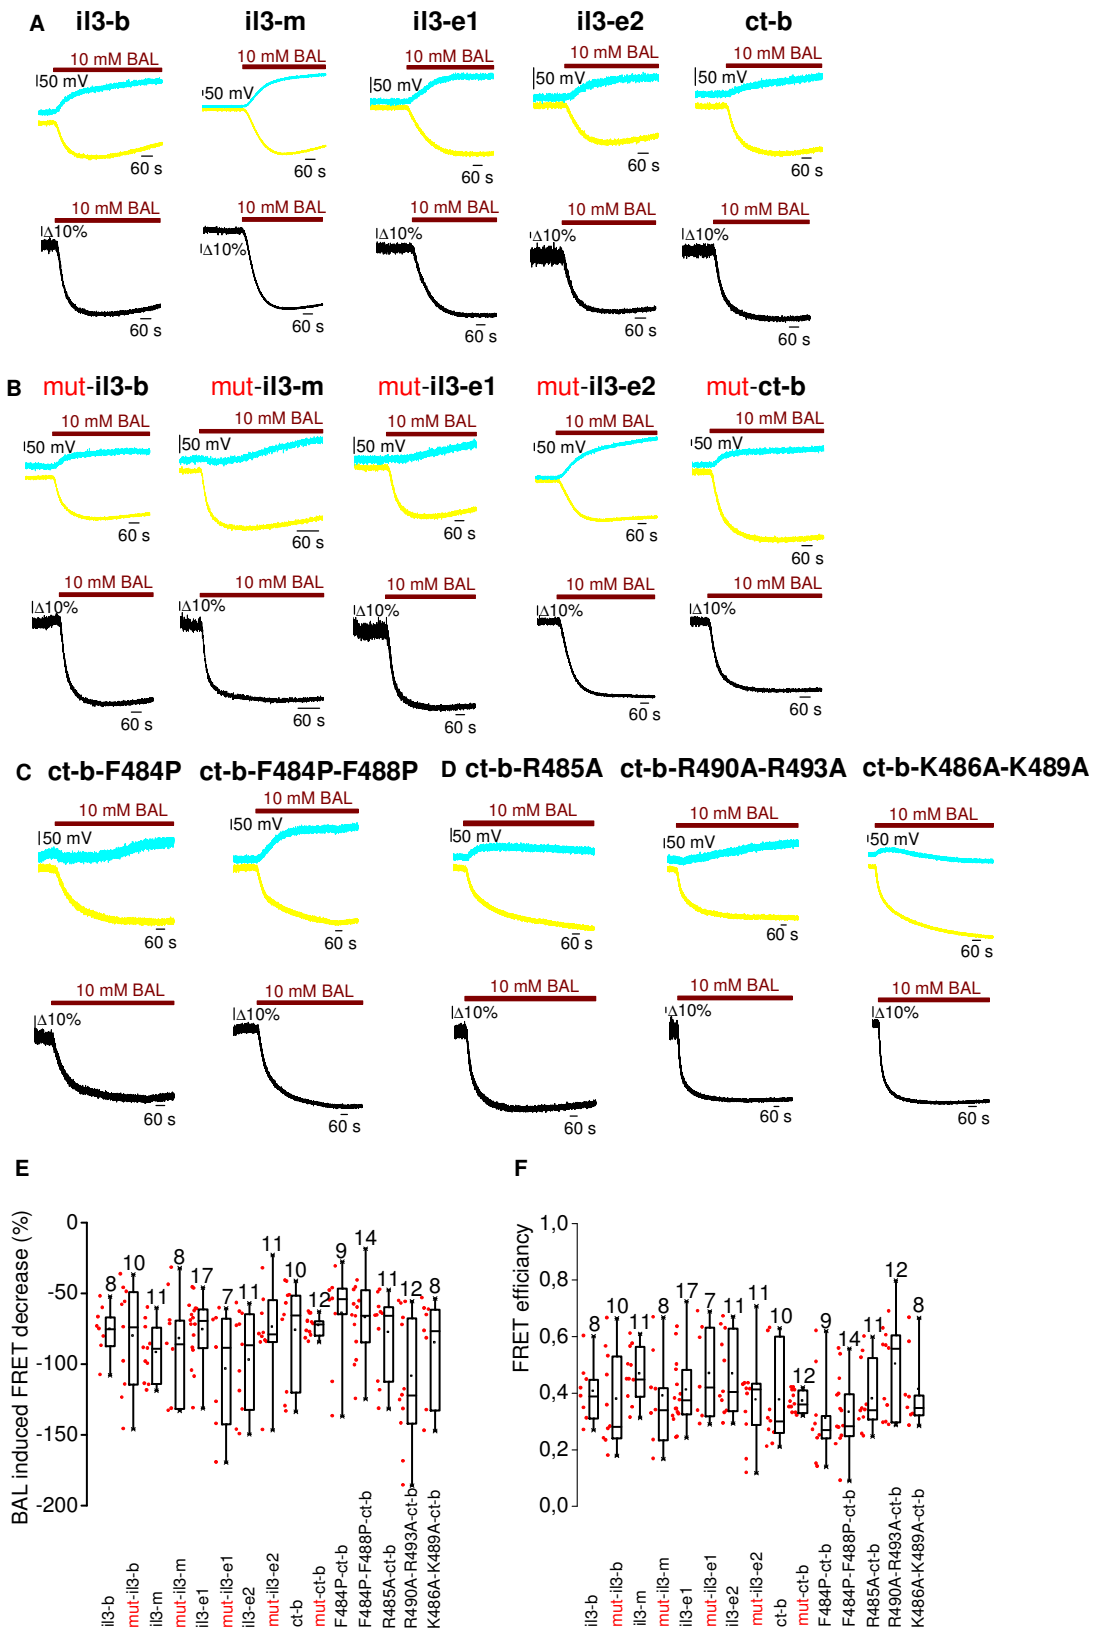 A il3-b il3-m il3-e1 il3-e2 ct-b
10 mM BAL 10 mM BAL 10 mM BAL 10 mM BAL 10 mM BAL
50 mV 50 mV 50 mV 50 mV 50 mV
60 s 60 s 60 s 60 s 60 s
10 mM BAL 10 mM BAL 10 mM BAL 10 mM BAL 10 mM BAL
Δ10% Δ10% Δ10% Δ10% Δ10%
60 s 60 s 60 s 60 s 60 s
B mut-il3-b mut-il3-m mut-il3-e1 mut-il3-e2 mut-ct-b
10 mM BAL 10 mM BAL 10 mM BAL 10 mM BAL 10 mM BAL
50 mV 50 mV 50 mV 50 mV 50 mV
60 s 60 s 60 s 60 s 60 s
10 mM BAL 10 mM BAL 10 mM BAL 10 mM BAL 10 mM BAL
Δ10% Δ10% Δ10% Δ10% Δ10%
60 s 60 s 60 s 60 s 60 s
C ct-b-F484P ct-b-F484P-F488P D ct-b-R485A ct-b-R490A-R493A ct-b-K486A-K489A
10 mM BAL 10 mM BAL 10 mM BAL 10 mM BAL 10 mM BAL
50 mV 50 mV 50 mV 50 mV 50 mV
60 s 60 s 60 s 60 s 60 s
10 mM BAL 10 mM BAL 10 mM BAL 10 mM BAL 10 mM BAL
Δ10% Δ10% Δ10% Δ10% Δ10%
60 s 60 s 60 s 60 s 60 s
E
BAL induced FRET decrease (%)
0
-50
-100
-150
-200
8 10 11 8 17 7 11 11 10 12 9 14 11 12 8
il3-b
mut-il3-b
il3-m
mut-il3-m
il3-e1
mut-il3-e1
il3-e2
mut-il3-e2
ct-b
mut-ct-b
F484P-ct-b
F484P-F488P-ct-b
R485A-ct-b
R490A-R493A-ct-b
K486A-K489A-ct-b
F
FRET efficiancy
1,0
0,8
0,6
0,4
0,2
0,0
8 10 11 8 17 7 11 11 10 12 9 14 11 12 8
il3-b
mut-il3-b
il3-m
mut-il3-m
il3-e1
mut-il3-e1
il3-e2
mut-il3-e2
ct-b
mut-ct-b
F484P-ct-b
F484P-F488P-ct-b
R485A-ct-b
R490A-R493A-ct-b
K486A-K489A-ct-b